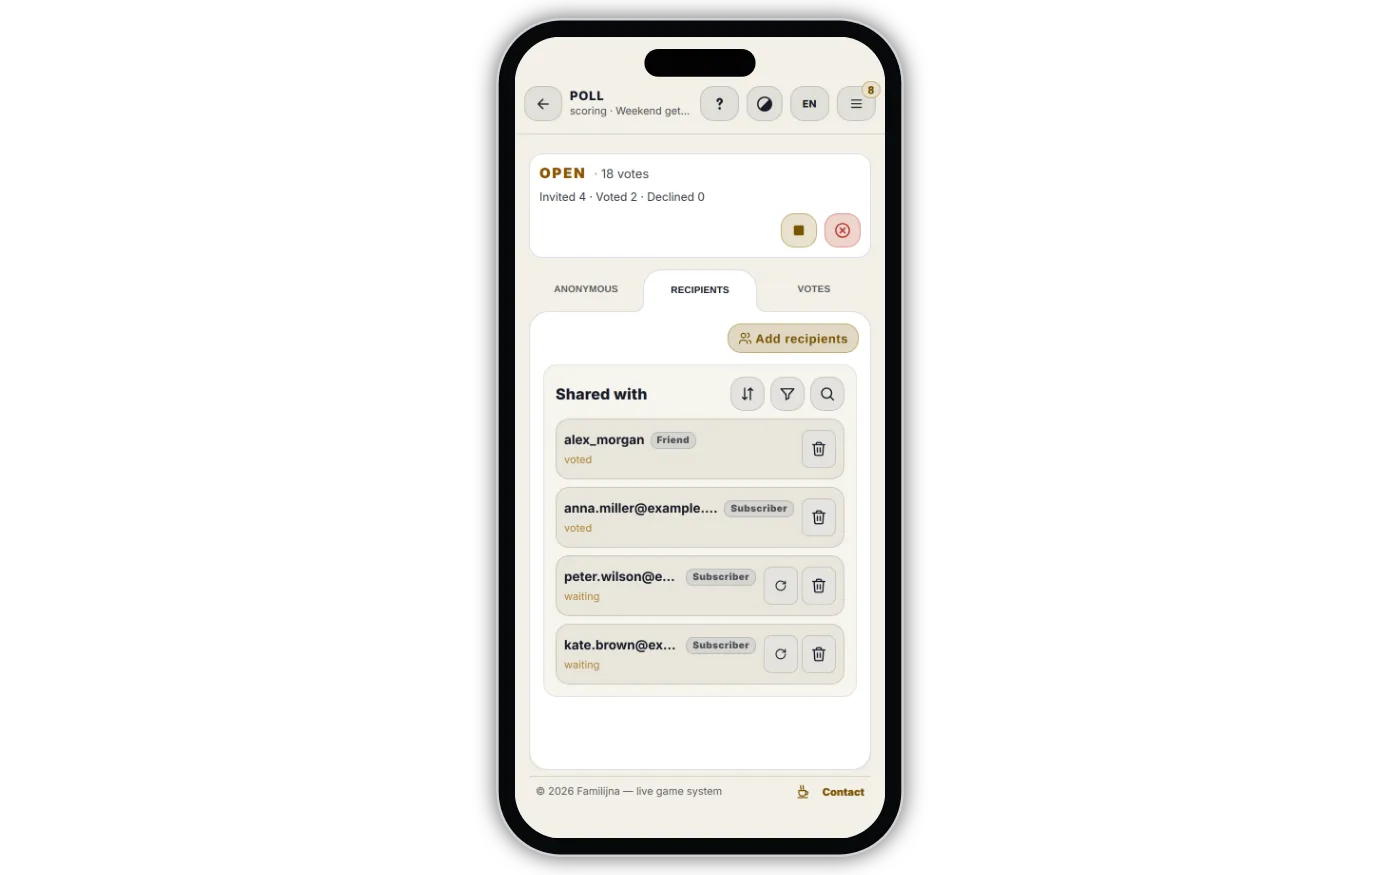 POLL
scoring · Weekend get...
?
EN
8
OPEN · 18 votes
Invited 4 · Voted 2 · Declined 0
ANONYMOUS
RECIPIENTS
VOTES
Add recipients
Shared with
alex_morgan Friend
voted
anna.miller@example.... Subscriber
voted
peter.wilson@e... Subscriber
waiting
kate.brown@ex... Subscriber
waiting
© 2026 Familijna — live game system
Contact